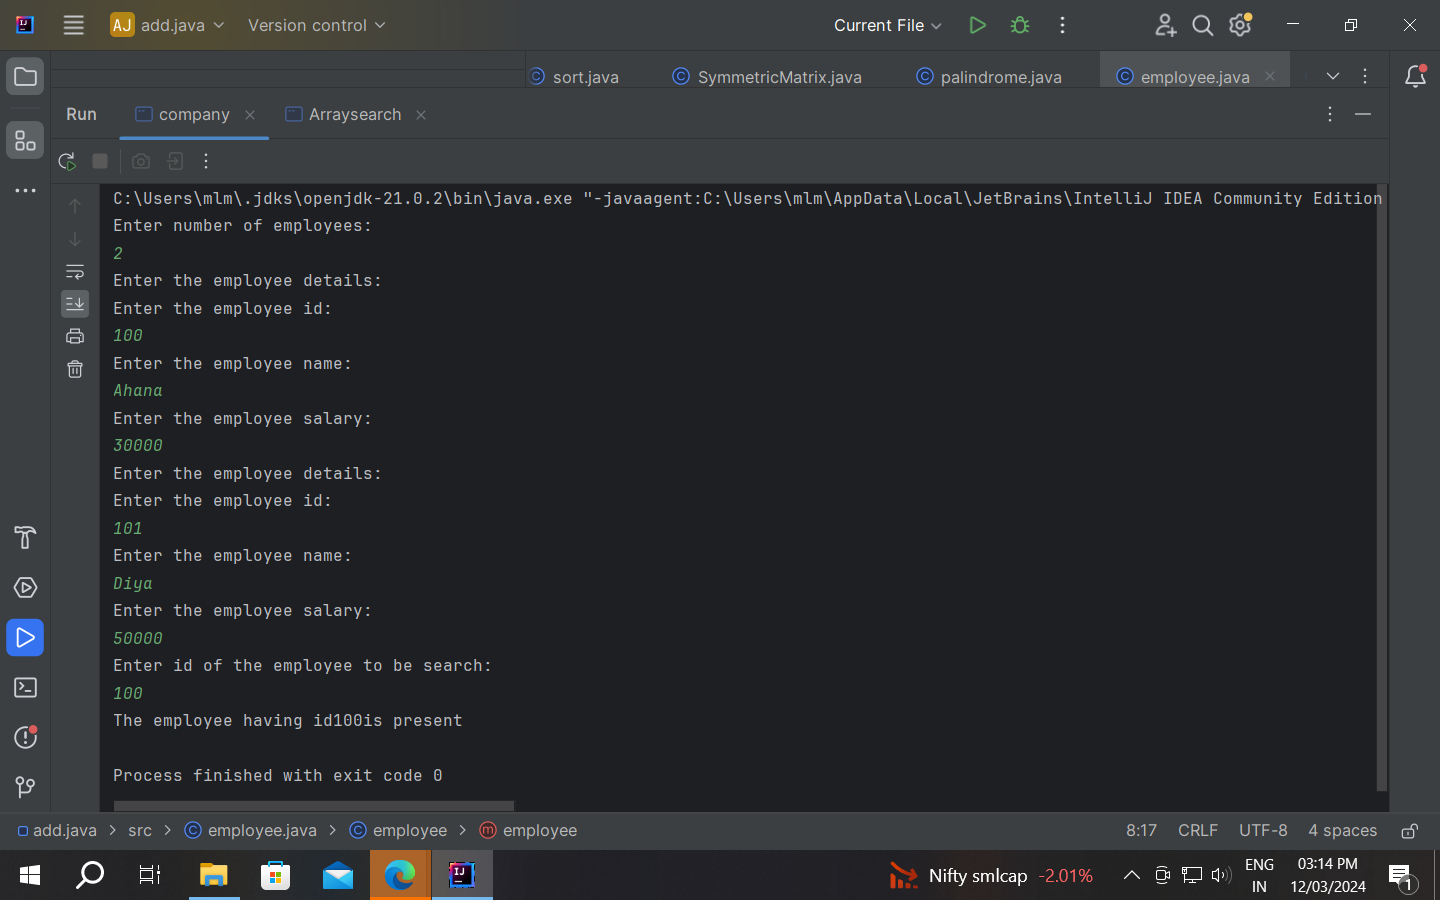 AJ add.java Version control Current File
sort.java SymmetricMatrix.java palindrome.java employee.java
Run company Arraysearch
C:\Users\mlm\.jdks\openjdk-21.0.2\bin\java.exe "-javaagent:C:\Users\mlm\AppData\Local\JetBrains\IntelliJ IDEA Community Edition
Enter number of employees:
2
Enter the employee details:
Enter the employee id:
100
Enter the employee name:
Ahana
Enter the employee salary:
30000
Enter the employee details:
Enter the employee id:
101
Enter the employee name:
Diya
Enter the employee salary:
50000
Enter id of the employee to be search:
100
The employee having id100is present
Process finished with exit code 0
add.java > src > employee.java > employee > employee 8:17 CRLF UTF-8 4 spaces
Nifty smlcap -2.01% ENG 03:14 PM
IN 12/03/2024 1